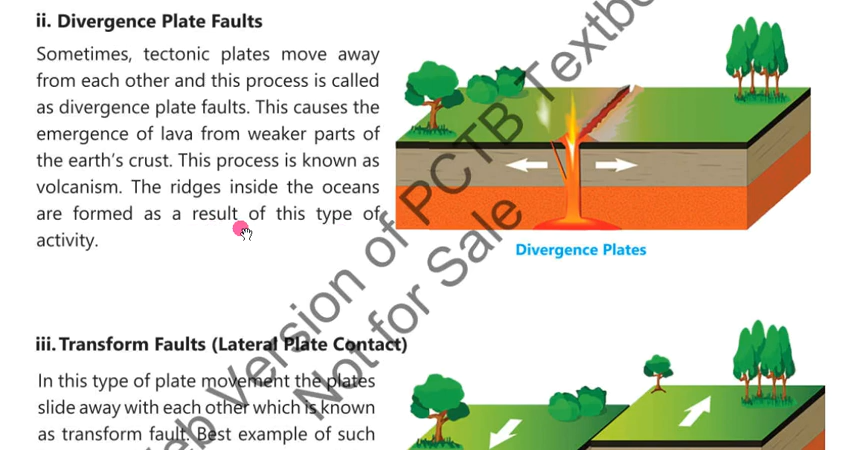 ii. Divergence Plate Faults
Sometimes, tectonic plates move away
from each other and this process is called
as divergence plate faults. This causes the
emergence of lava from weaker parts of
the earth's crust. This process is known as
volcanism. The ridges inside the oceans
are formed as a result of this type of
activity.
Divergence Plates
iii. Transform Faults (Lateral Plate Contact)
In this type of plate movement the plates
slide away with each other which is known
as transform fault. Best example of such
Version of PCTB
Not for Sale